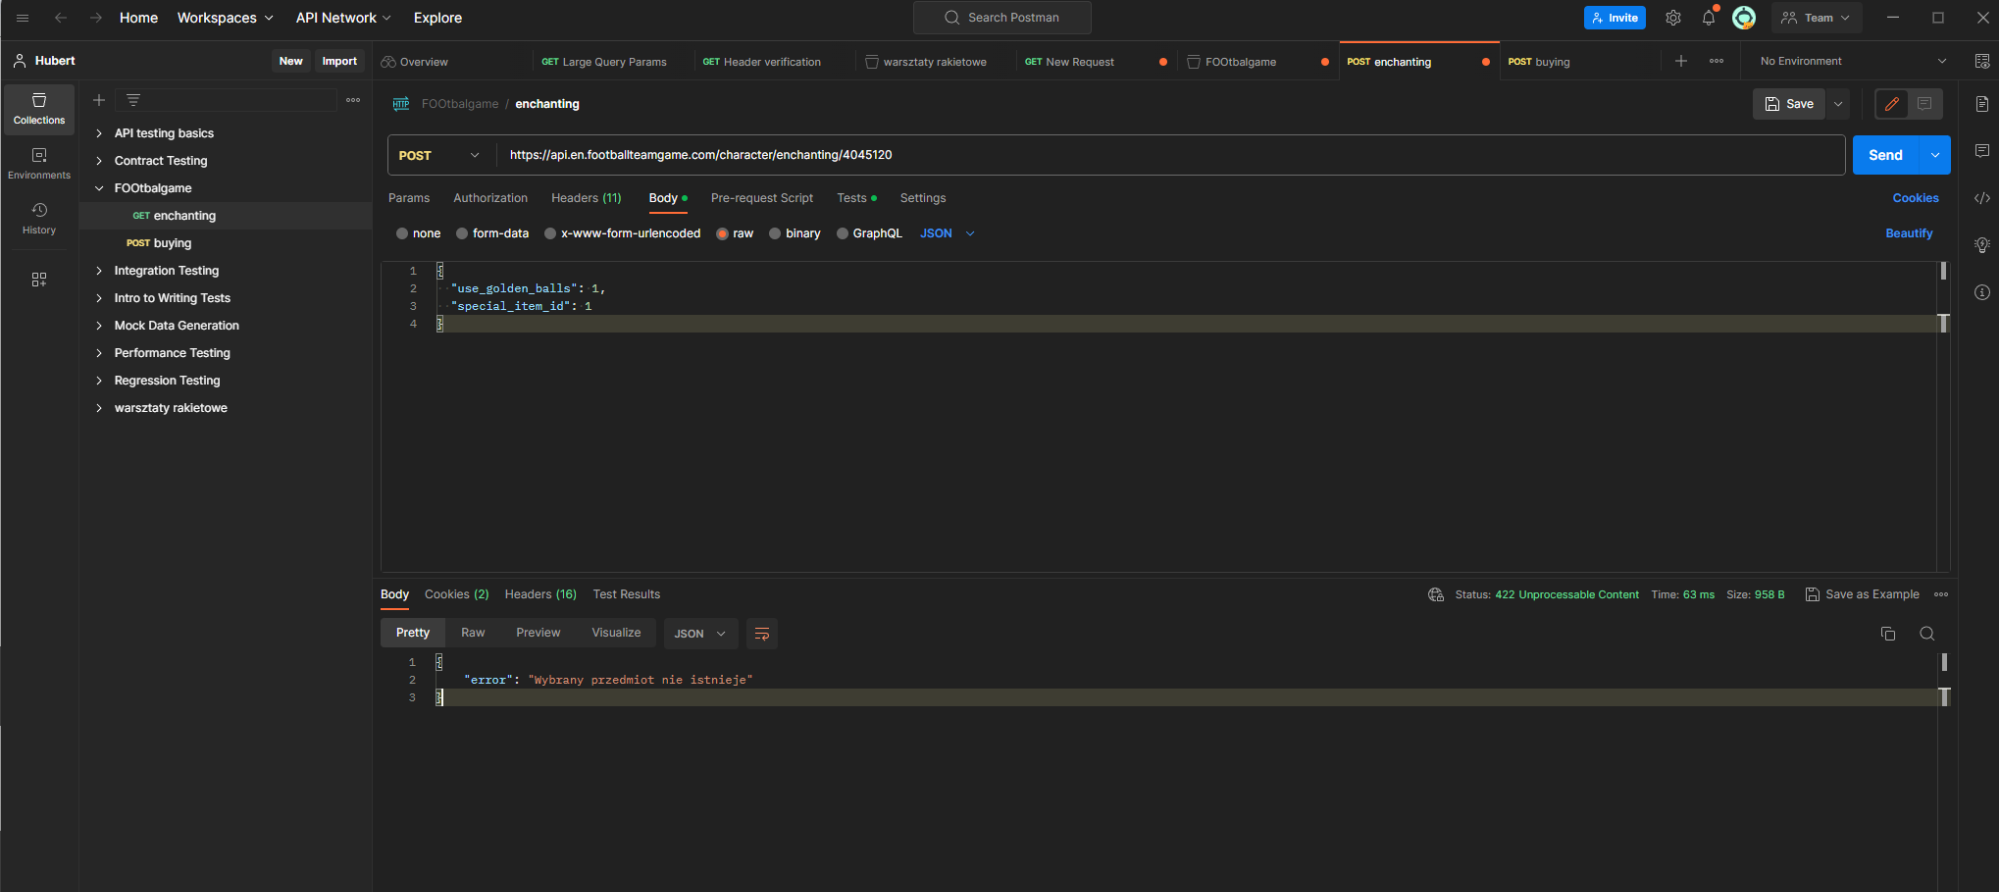 Home Workspaces API Network Explore Search Postman Invite Team
Hubert New Import Overview GET Large Query Params GET Header verification warsztaty rakietowe GET New Request FOOtbalgame POST enchanting POST buying No Environment
Collections
Environments
History
API testing basics
Contract Testing
FOOtbalgame
GET enchanting
POST buying
Integration Testing
Intro to Writing Tests
Mock Data Generation
Performance Testing
Regression Testing
warsztaty rakietowe
HTTP FOOtbalgame / enchanting Save
POST https://api.en.footballteamgame.com/character/enchanting/4045120 Send
Params Authorization Headers (11) Body Pre-request Script Tests Settings Cookies
none form-data x-www-form-urlencoded raw binary GraphQL JSON Beautify
1 {
2 "use_golden_balls": 1,
3 "special_item_id": 1
4 }
Body Cookies (2) Headers (16) Test Results Status: 422 Unprocessable Content Time: 63 ms Size: 958 B Save as Example
Pretty Raw Preview Visualize JSON
1 {
2 "error": "Wybrany przedmiot nie istnieje"
3 }